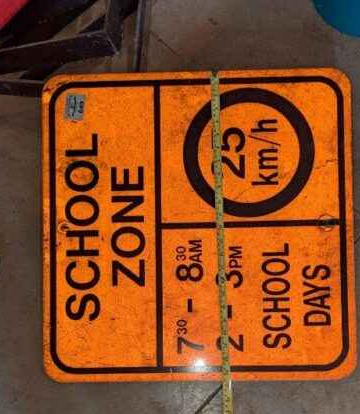 SCHOOL
ZONE
25
km/h
7³⁰ - 8³⁰AM
2 - 3PM
SCHOOL
DAYS